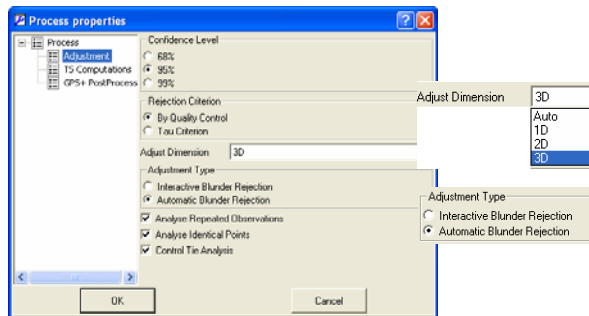 Process properties
Process
Adjustment
TS Computations
GPS+ PostProcess
Confidence Level
68%
95%
99%
Rejection Criterion
By Quality Control
Tau Criterion
Adjust Dimension 3D
Adjustment Type
Interactive Blunder Rejection
Automatic Blunder Rejection
Analyse Repeated Observations
Analyse Identical Points
Control Tie Analysis
OK
Cancel
Adjust Dimension 3D
Auto
1D
2D
3D
Adjustment Type
Interactive Blunder Rejection
Automatic Blunder Rejection